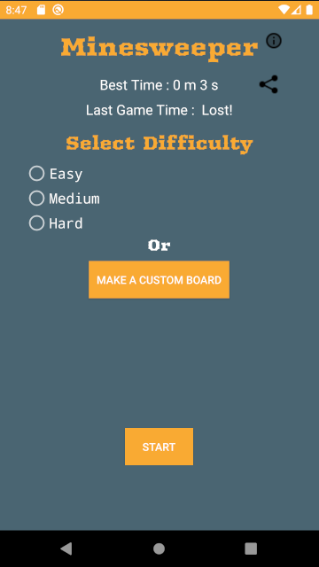 8:47
Minesweeper
Best Time : 0 m 3 s
Last Game Time :  Lost!
Select Difficulty
Easy
Medium
Hard
Or
MAKE A CUSTOM BOARD
START